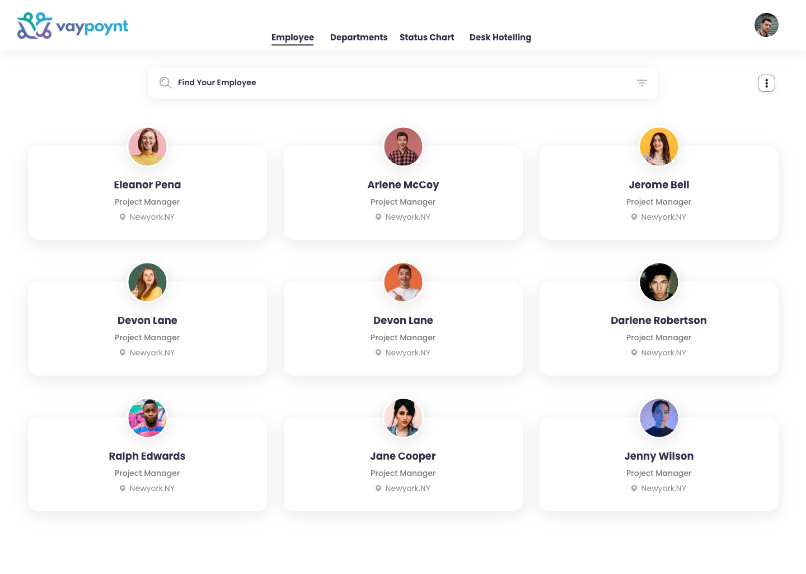 vaypoynt
Employee Departments Status Chart Desk Hotelling
Find Your Employee
Eleanor Pena
Project Manager
Newyork.NY
Arlene McCoy
Project Manager
Newyork.NY
Jerome Bell
Project Manager
Newyork.NY
Devon Lane
Project Manager
Newyork.NY
Devon Lane
Project Manager
Newyork.NY
Darlene Robertson
Project Manager
Newyork.NY
Ralph Edwards
Project Manager
Newyork.NY
Jane Cooper
Project Manager
Newyork.NY
Jenny Wilson
Project Manager
Newyork.NY